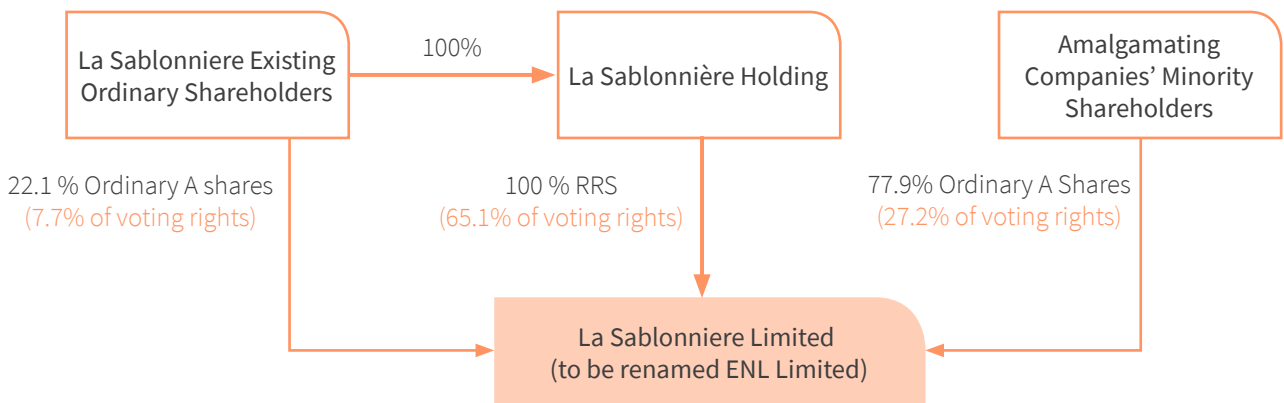 La Sablonniere Existing
Ordinary Shareholders
100%
La Sablonnière Holding
Amalgamating
Companies’ Minority
Shareholders
22.1 % Ordinary A shares
(7.7% of voting rights)
100 % RRS
(65.1% of voting rights)
77.9% Ordinary A Shares
(27.2% of voting rights)
La Sablonniere Limited
(to be renamed ENL Limited)